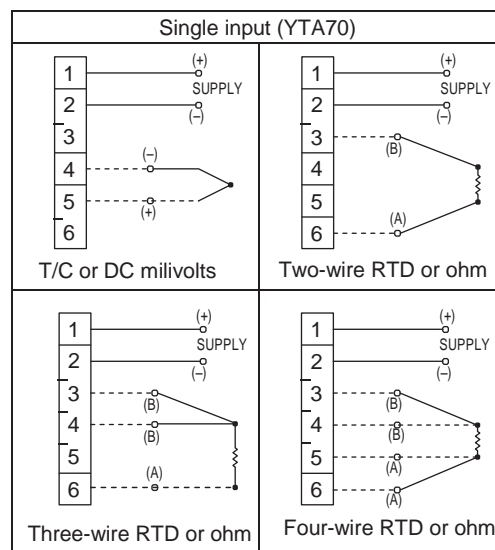 Single input (YTA70)
1
(+)
SUPPLY
2
(–)
3
4
(–)
5
(+)
6
T/C or DC milivolts
1
(+)
SUPPLY
2
(–)
3
(B)
4
5
6
(A)
Two-wire RTD or ohm
1
(+)
SUPPLY
2
(–)
3
(B)
4
(B)
5
(A)
6
Three-wire RTD or ohm
1
(+)
SUPPLY
2
(–)
3
(B)
4
(B)
5
(A)
6
(A)
Four-wire RTD or ohm